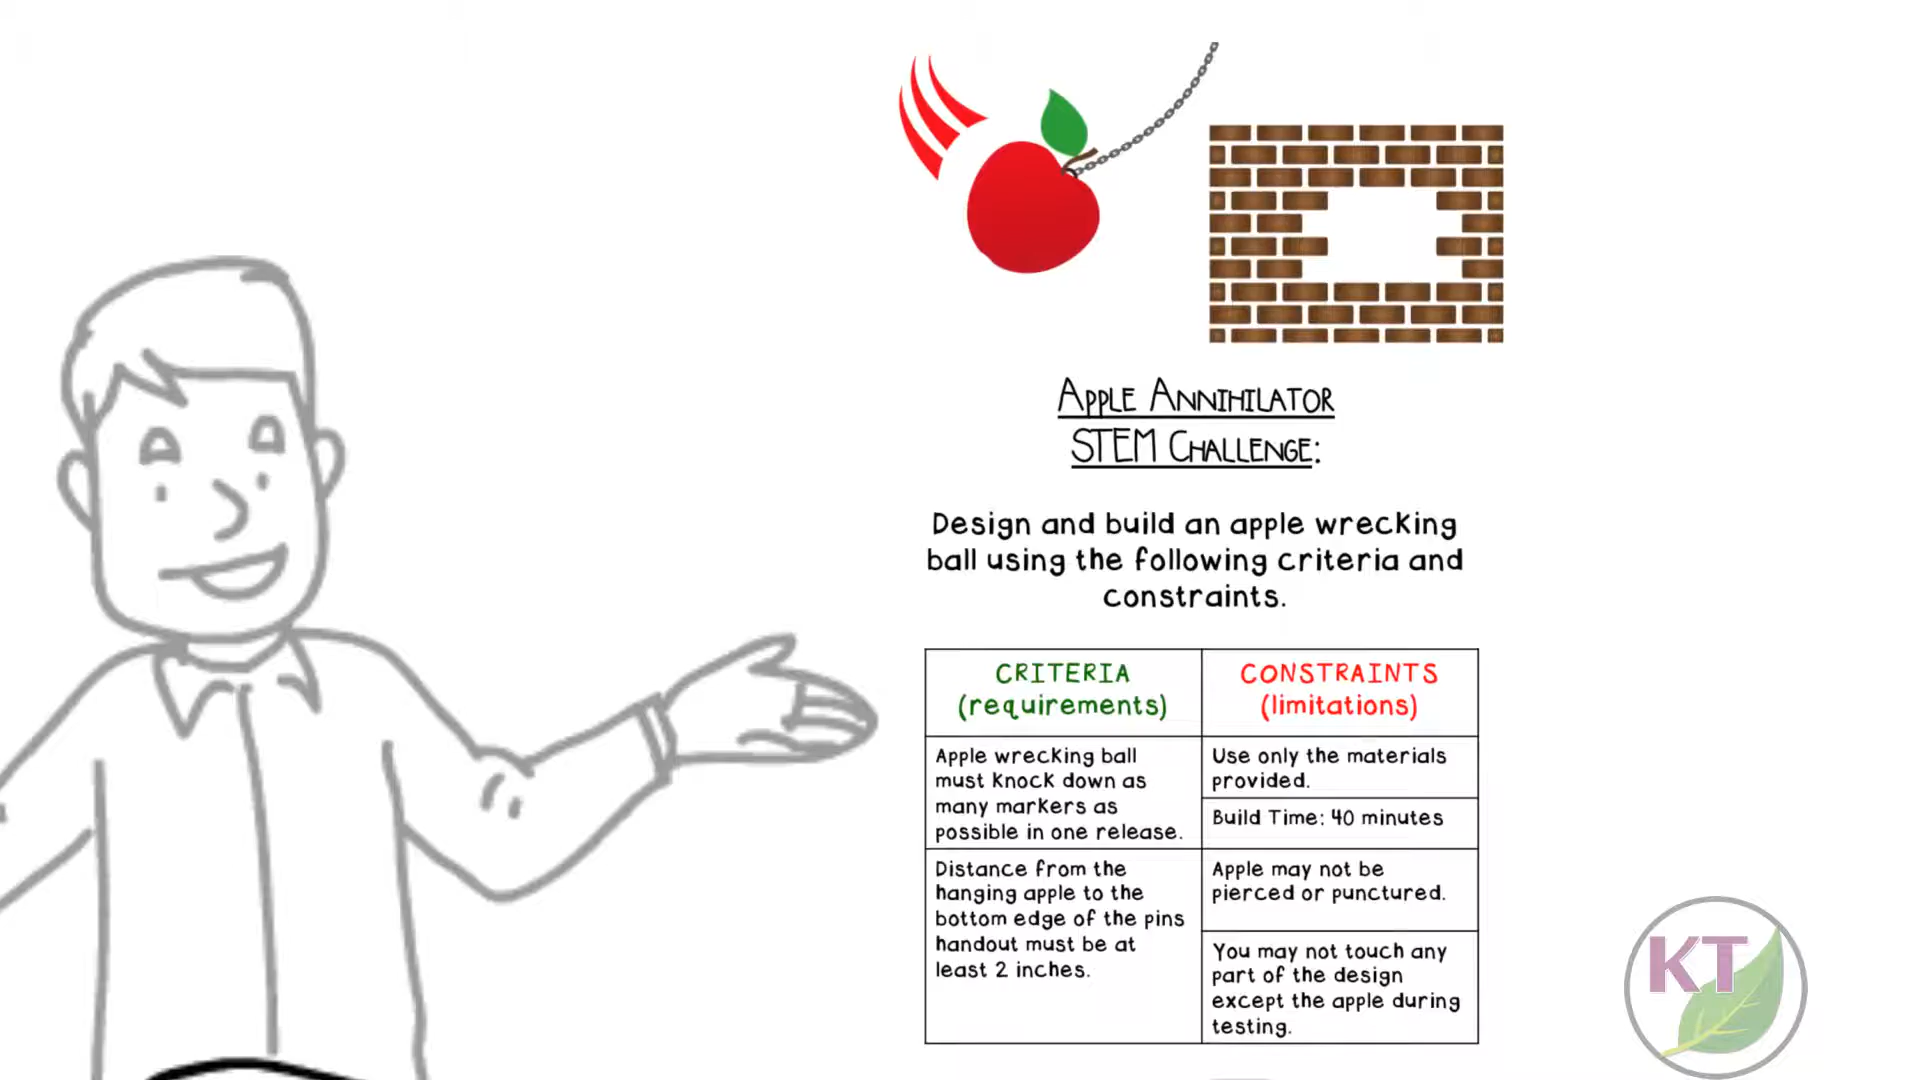 Apple Annihilator
STEM Challenge:
Design and build an apple wrecking
ball using the following criteria and
constraints.
CRITERIA
(requirements)
CONSTRAINTS
(limitations)
Apple wrecking ball
must knock down as
many markers as
possible in one release.
Distance from the
hanging apple to the
bottom edge of the pins
handout must be at
least 2 inches.
Use only the materials
provided.
Build Time: 40 minutes
Apple may not be
pierced or punctured.
You may not touch any
part of the design
except the apple during
testing.
KT